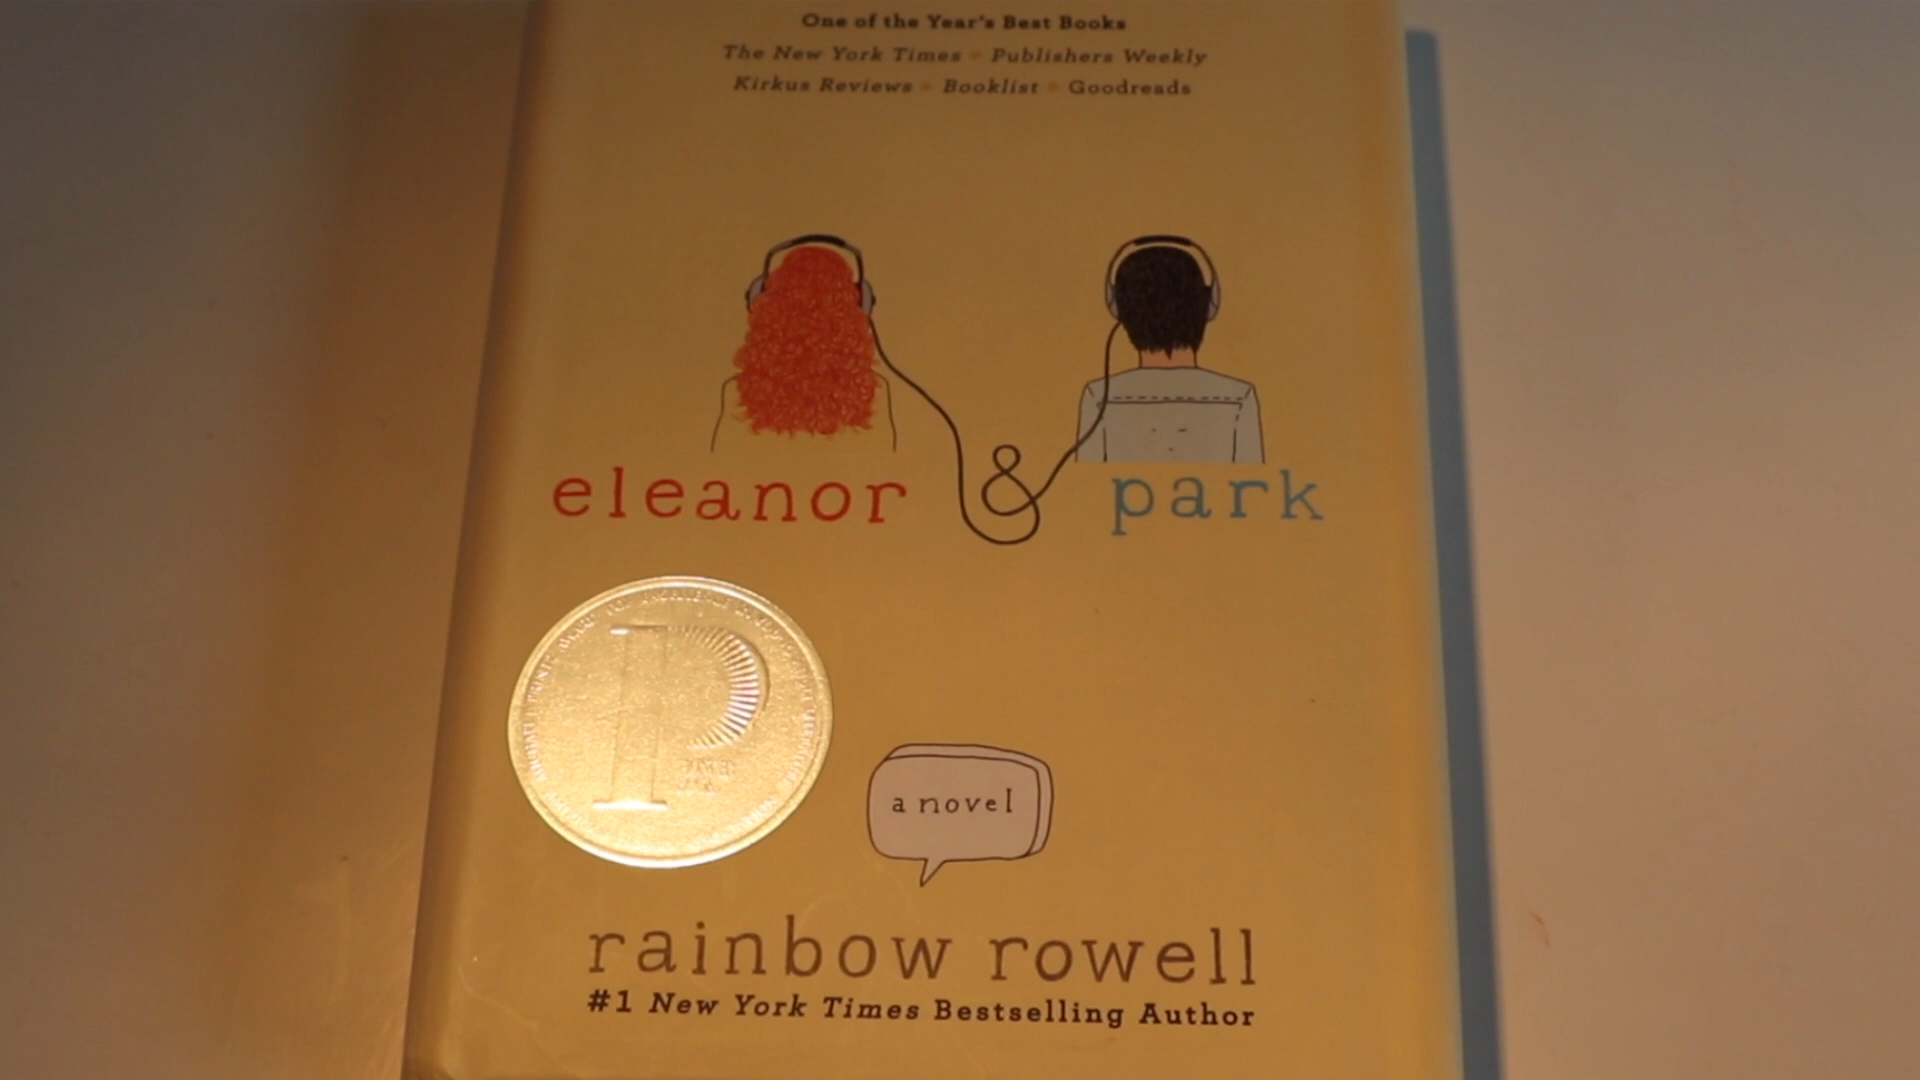 One of the Year's Best Books
The New York Times • Publishers Weekly
Kirkus Reviews • Booklist • Goodreads
eleanor & park
P
a novel
rainbow rowell
#1 New York Times Bestselling Author